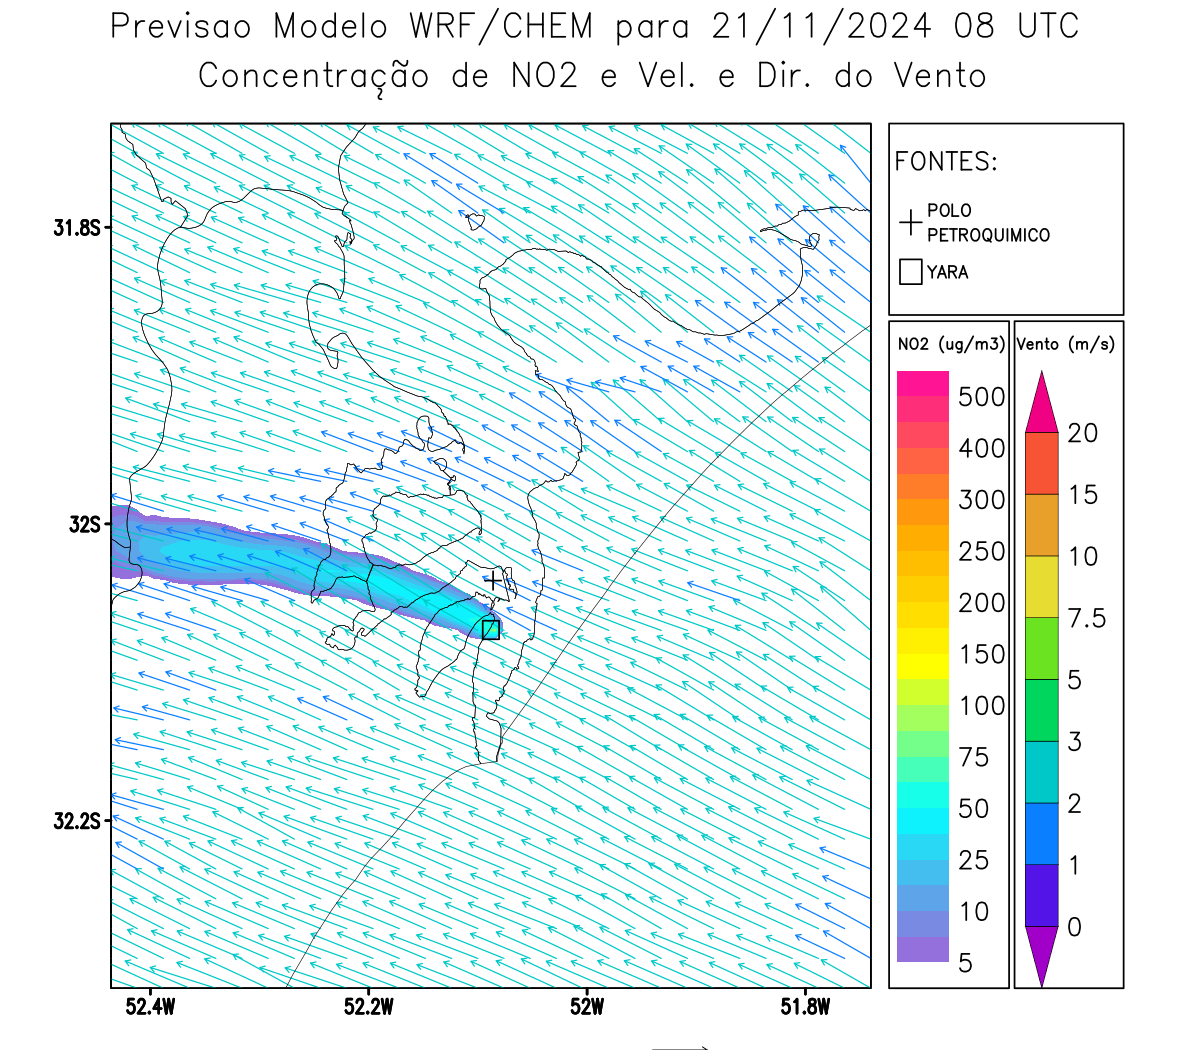 Previsao Modelo WRF/CHEM para 21/11/2024 08 UTC
Concentração de NO2 e Vel. e Dir. do Vento
FONTES:
POLO
PETROQUIMICO
YARA
31.8S
32S
32.2S
52.4W
52.2W
52W
51.8W
NO2 (ug/m3)
500
400
300
250
200
150
100
75
50
25
10
5
Vento (m/s)
20
15
10
7.5
5
3
2
1
0